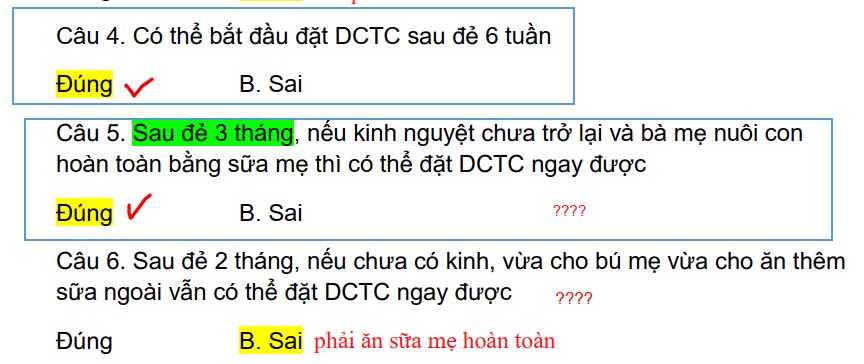 Câu 4. Có thể bắt đầu đặt DCTC sau đẻ 6 tuần
Đúng B. Sai
Câu 5. Sau đẻ 3 tháng, nếu kinh nguyệt chưa trở lại và bà mẹ nuôi con
hoàn toàn bằng sữa mẹ thì có thể đặt DCTC ngay được
Đúng B. Sai ????
Câu 6. Sau đẻ 2 tháng, nếu chưa có kinh, vừa cho bú mẹ vừa cho ăn thêm
sữa ngoài vẫn có thể đặt DCTC ngay được ????
Đúng B. Sai phải ăn sữa mẹ hoàn toàn